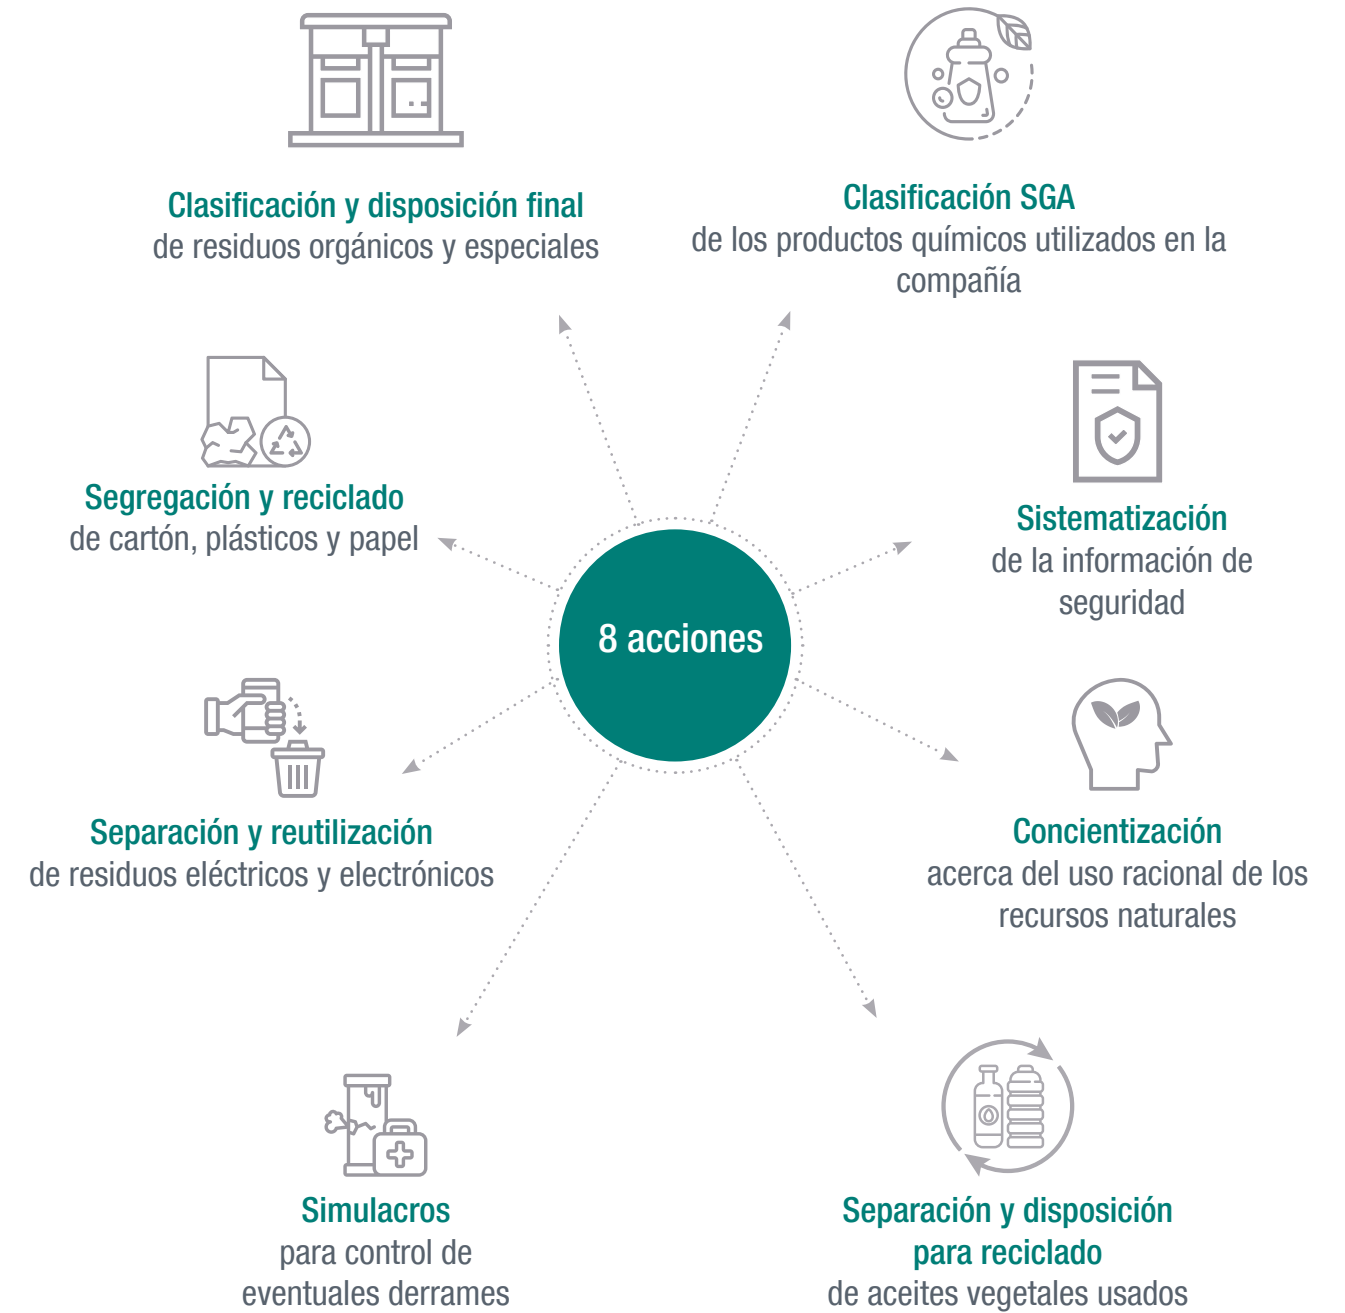 Clasificación y disposición final
de residuos orgánicos y especiales
Clasificación SGA
de los productos químicos utilizados en la
compañía
Segregación y reciclado
de cartón, plásticos y papel
Sistematización
de la información de
seguridad
8 acciones
Separación y reutilización
de residuos eléctricos y electrónicos
Concientización
acerca del uso racional de los
recursos naturales
Simulacros
para control de
eventuales derrames
Separación y disposición
para reciclado
de aceites vegetales usados